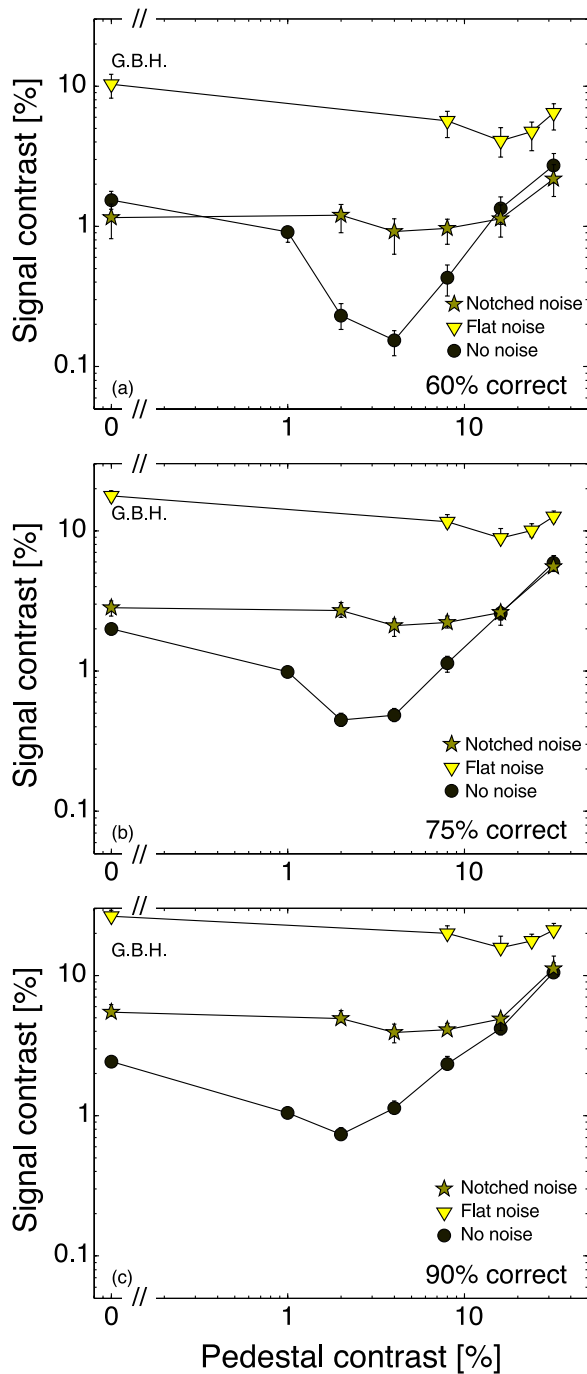 //
G.B.H.
10
1
0.1
Signal contrast [%]
Notched noise
Flat noise
No noise
(a)
60% correct
//
0
1
10
//
G.B.H.
10
1
0.1
Signal contrast [%]
Notched noise
Flat noise
No noise
(b)
75% correct
//
0
1
10
//
G.B.H.
10
1
0.1
Signal contrast [%]
Notched noise
Flat noise
No noise
(c)
90% correct
//
0
1
10
Pedestal contrast [%]